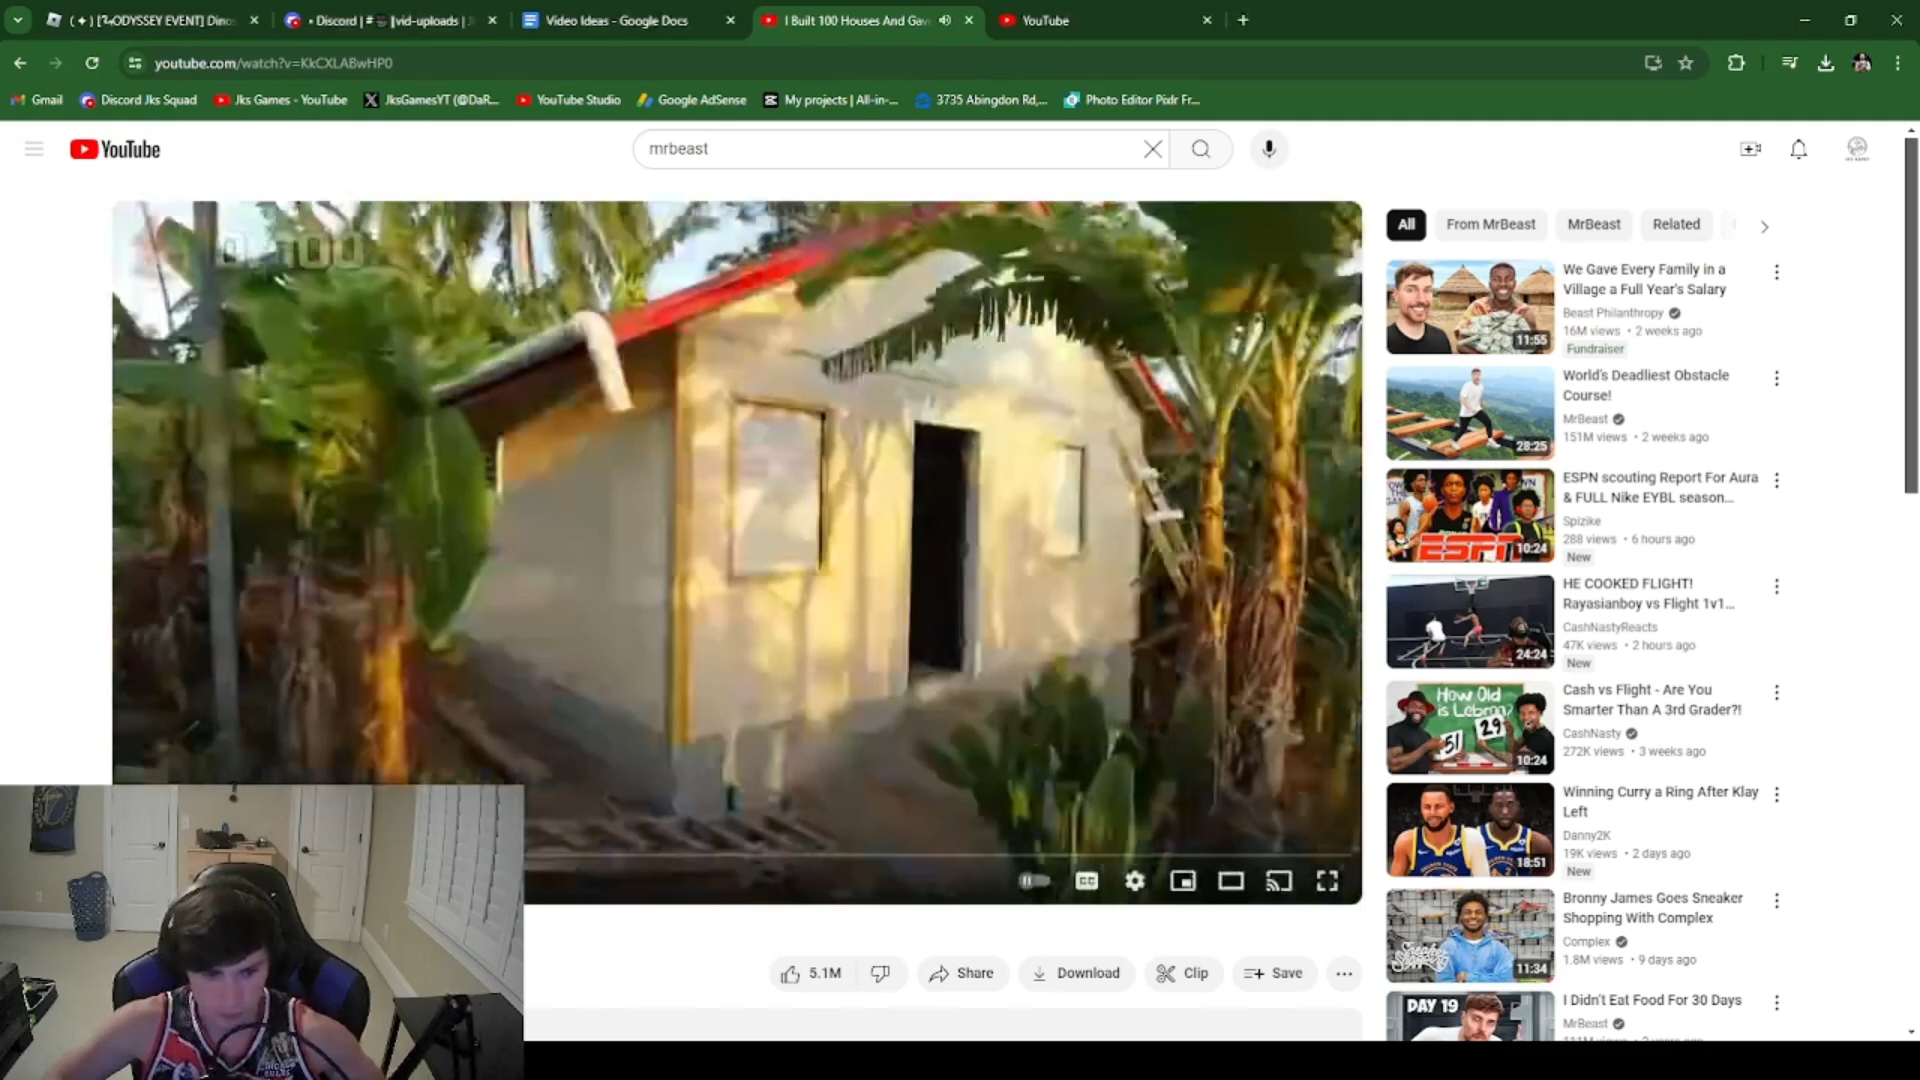 ( ✦ ) [🦖ODYSSEY EVENT] Dino
• Discord | # |vid-uploads |
Video Ideas - Google Docs
I Built 100 Houses And Gav
YouTube
youtube.com/watch?v=KkCXLABwHP0
Gmail
Discord Jks Squad
Jks Games - YouTube
JksGamesYT (@DaR...
YouTube Studio
Google AdSense
My projects | All-in-...
3735 Abingdon Rd,...
Photo Editor Pixlr Fr...
YouTube
mrbeast
All
From MrBeast
MrBeast
Related
We Gave Every Family in a
Village a Full Year's Salary
Beast Philanthropy
16M views • 2 weeks ago
Fundraiser
11:55
World's Deadliest Obstacle
Course!
MrBeast
151M views • 2 weeks ago
28:25
ESPN scouting Report For Aura
& FULL Nike EYBL season...
Spizike
288 views • 6 hours ago
New
ESPN
10:24
HE COOKED FLIGHT!
Rayasianboy vs Flight 1v1...
CashNastyReacts
47K views • 2 hours ago
New
24:24
Cash vs Flight - Are You
Smarter Than A 3rd Grader?!
CashNasty
272K views • 3 weeks ago
How Old
is Lebron?
51
29
10:24
Winning Curry a Ring After Klay
Left
Danny2K
19K views • 2 days ago
New
18:51
Bronny James Goes Sneaker
Shopping With Complex
Complex
1.8M views • 9 days ago
Sneaker
Shopping
11:34
I Didn't Eat Food For 30 Days
MrBeast
DAY 19
CC
5.1M
Share
Download
Clip
Save